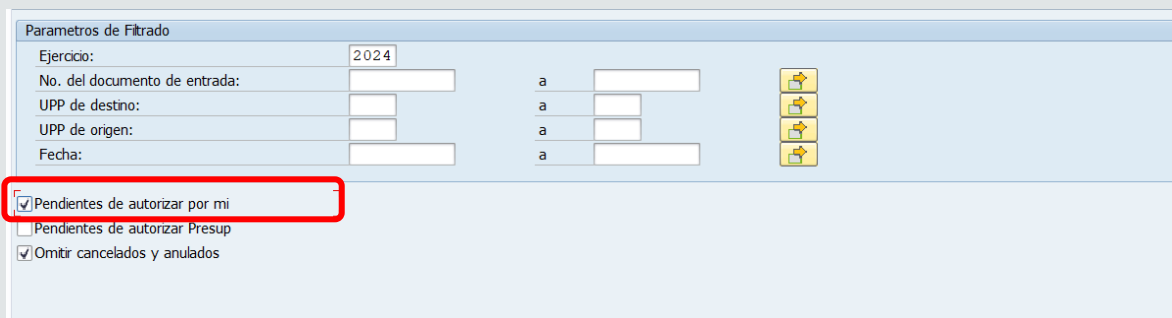 Parametros de Filtrado
Ejercicio: 2024
No. del documento de entrada: a
UPP de destino: a
UPP de origen: a
Fecha: a
Pendientes de autorizar por mi
Pendientes de autorizar Presup
Omitir cancelados y anulados